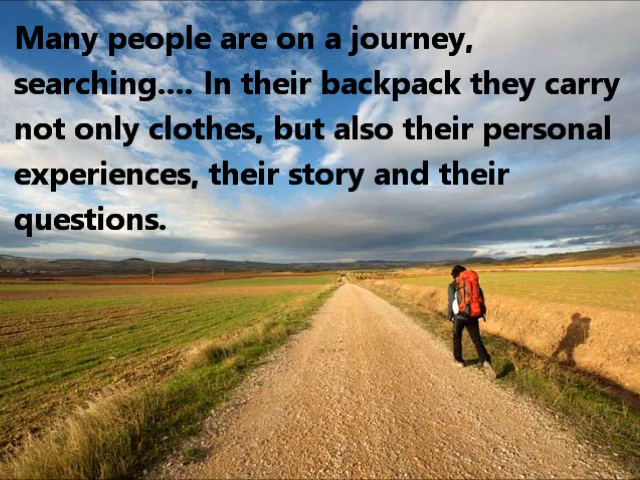 Many people are on a journey,
searching.... In their backpack they carry
not only clothes, but also their personal
experiences, their story and their
questions.